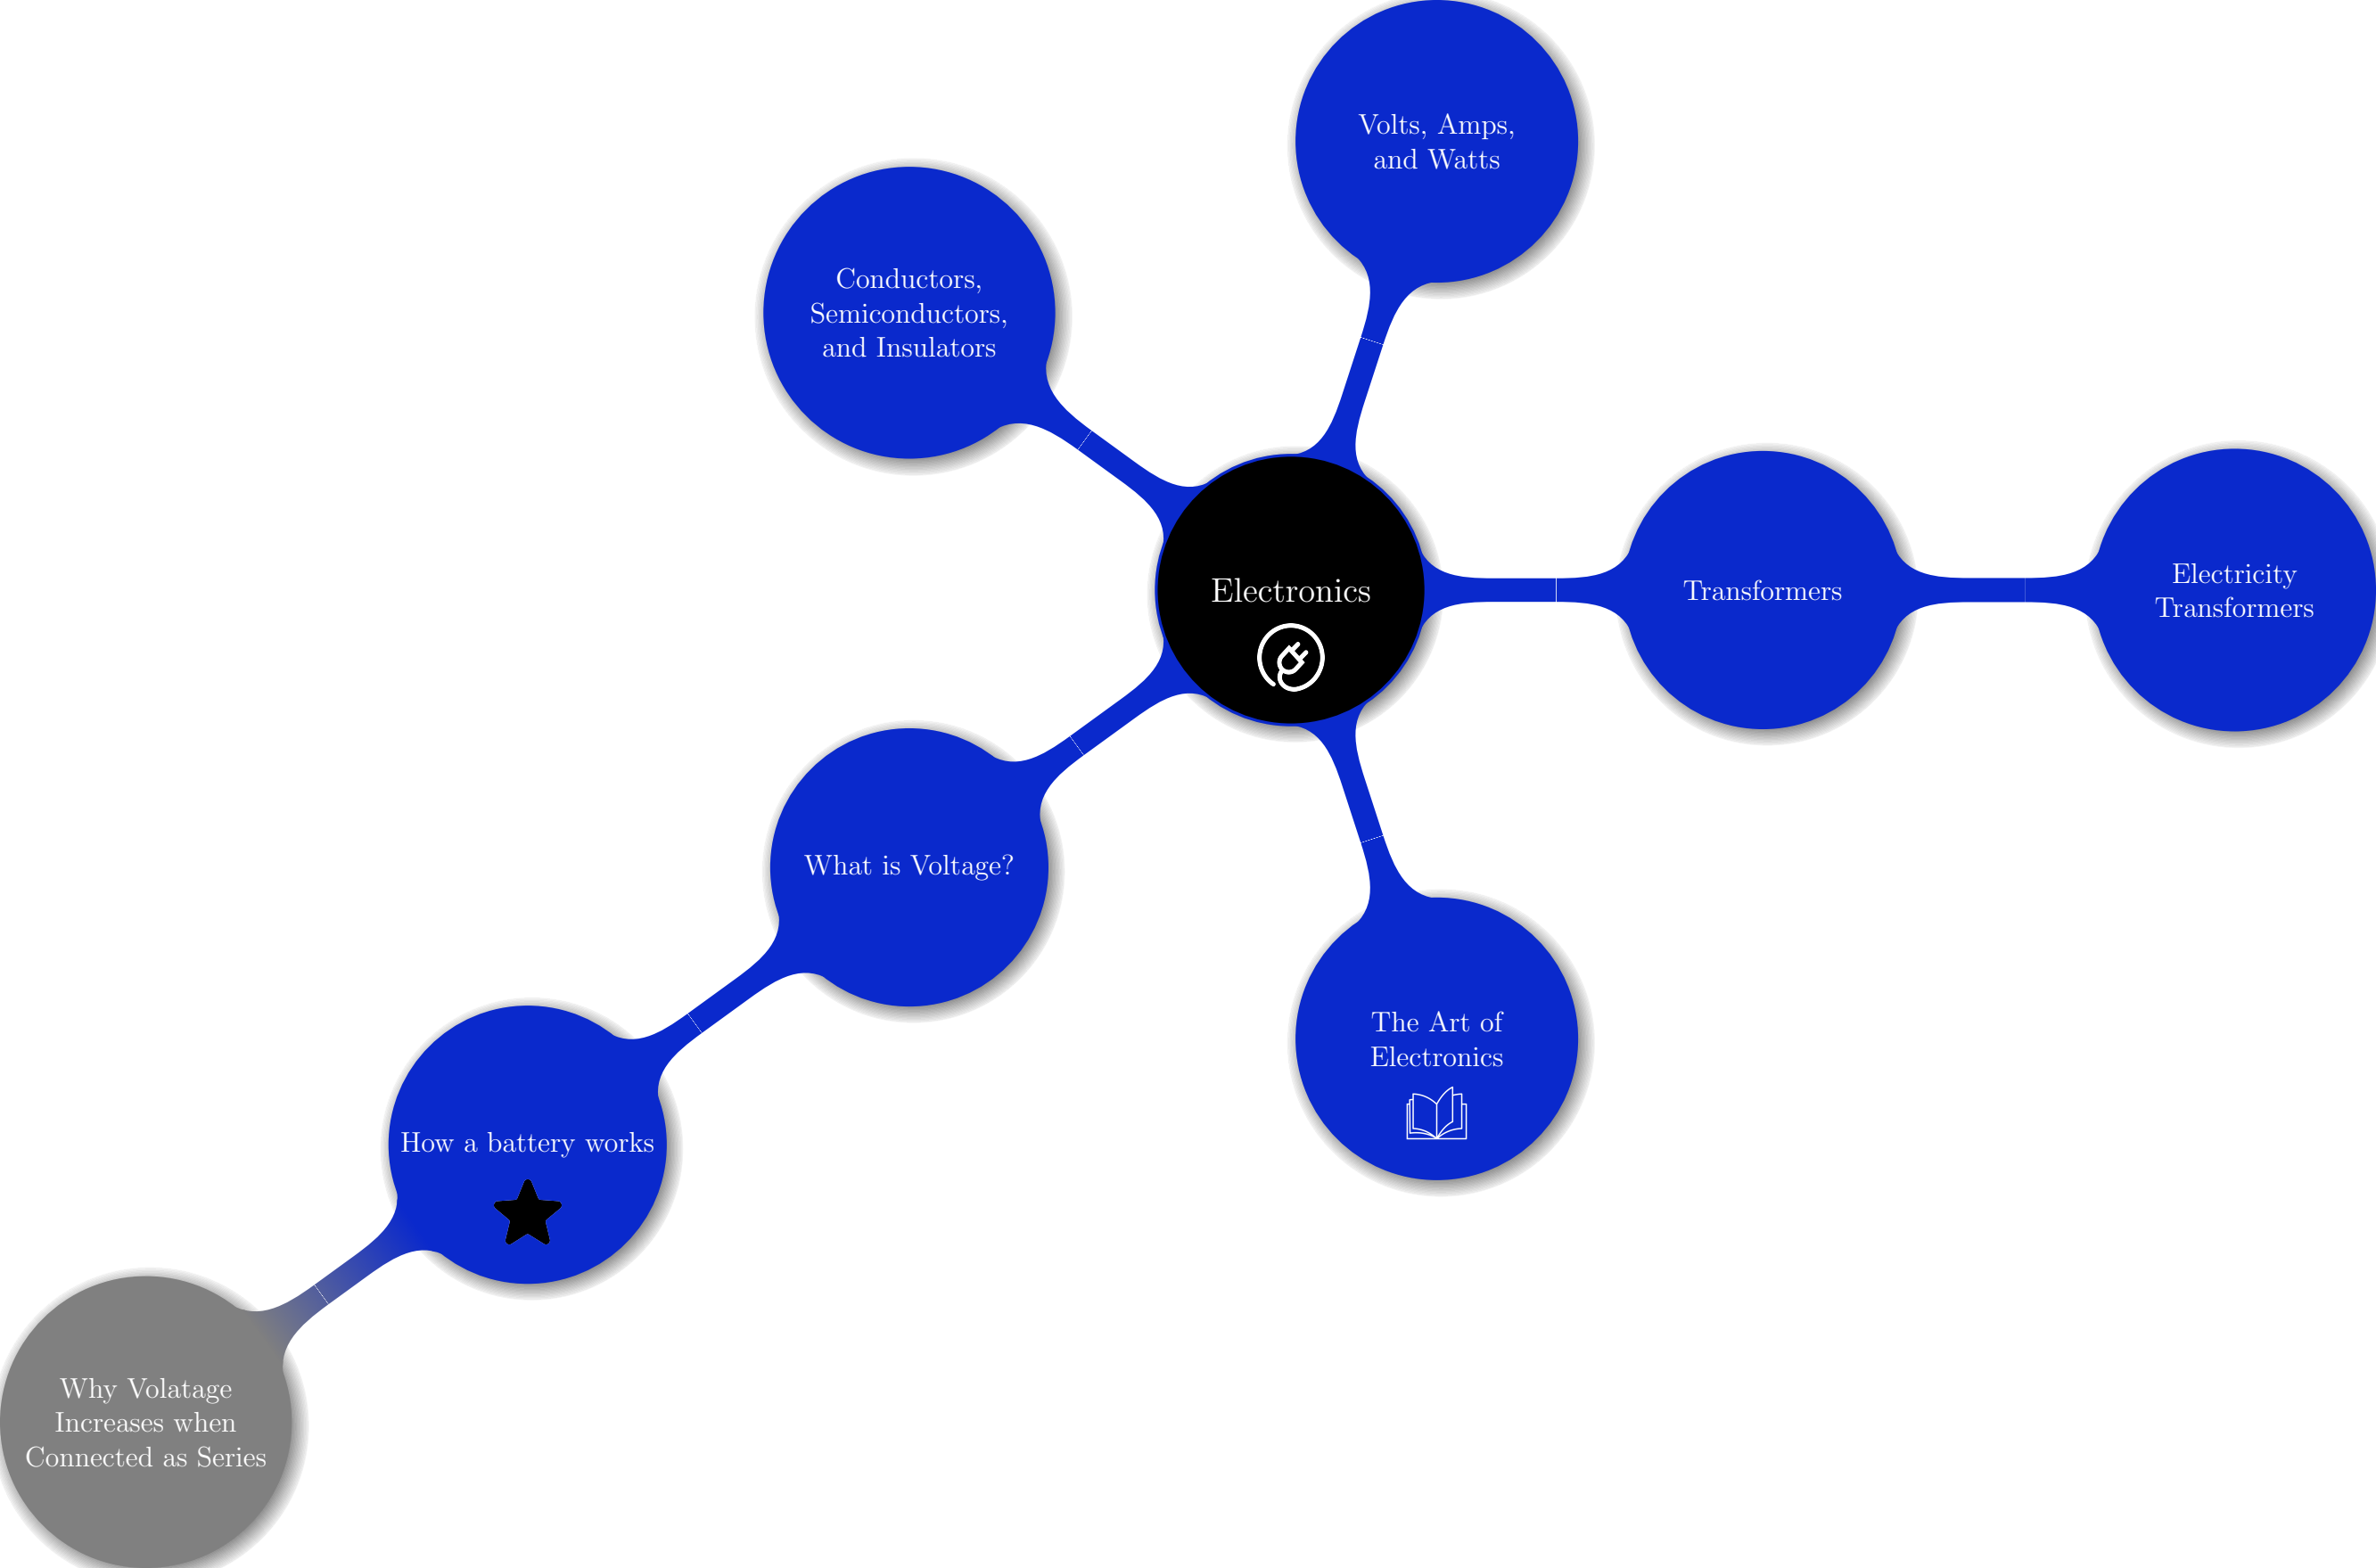 Volts, Amps,
and Watts
Conductors,
Semiconductors,
and Insulators
Electronics
Transformers
Electricity
Transformers
What is Voltage?
The Art of
Electronics
How a battery works
Why Volatage
Increases when
Connected as Series